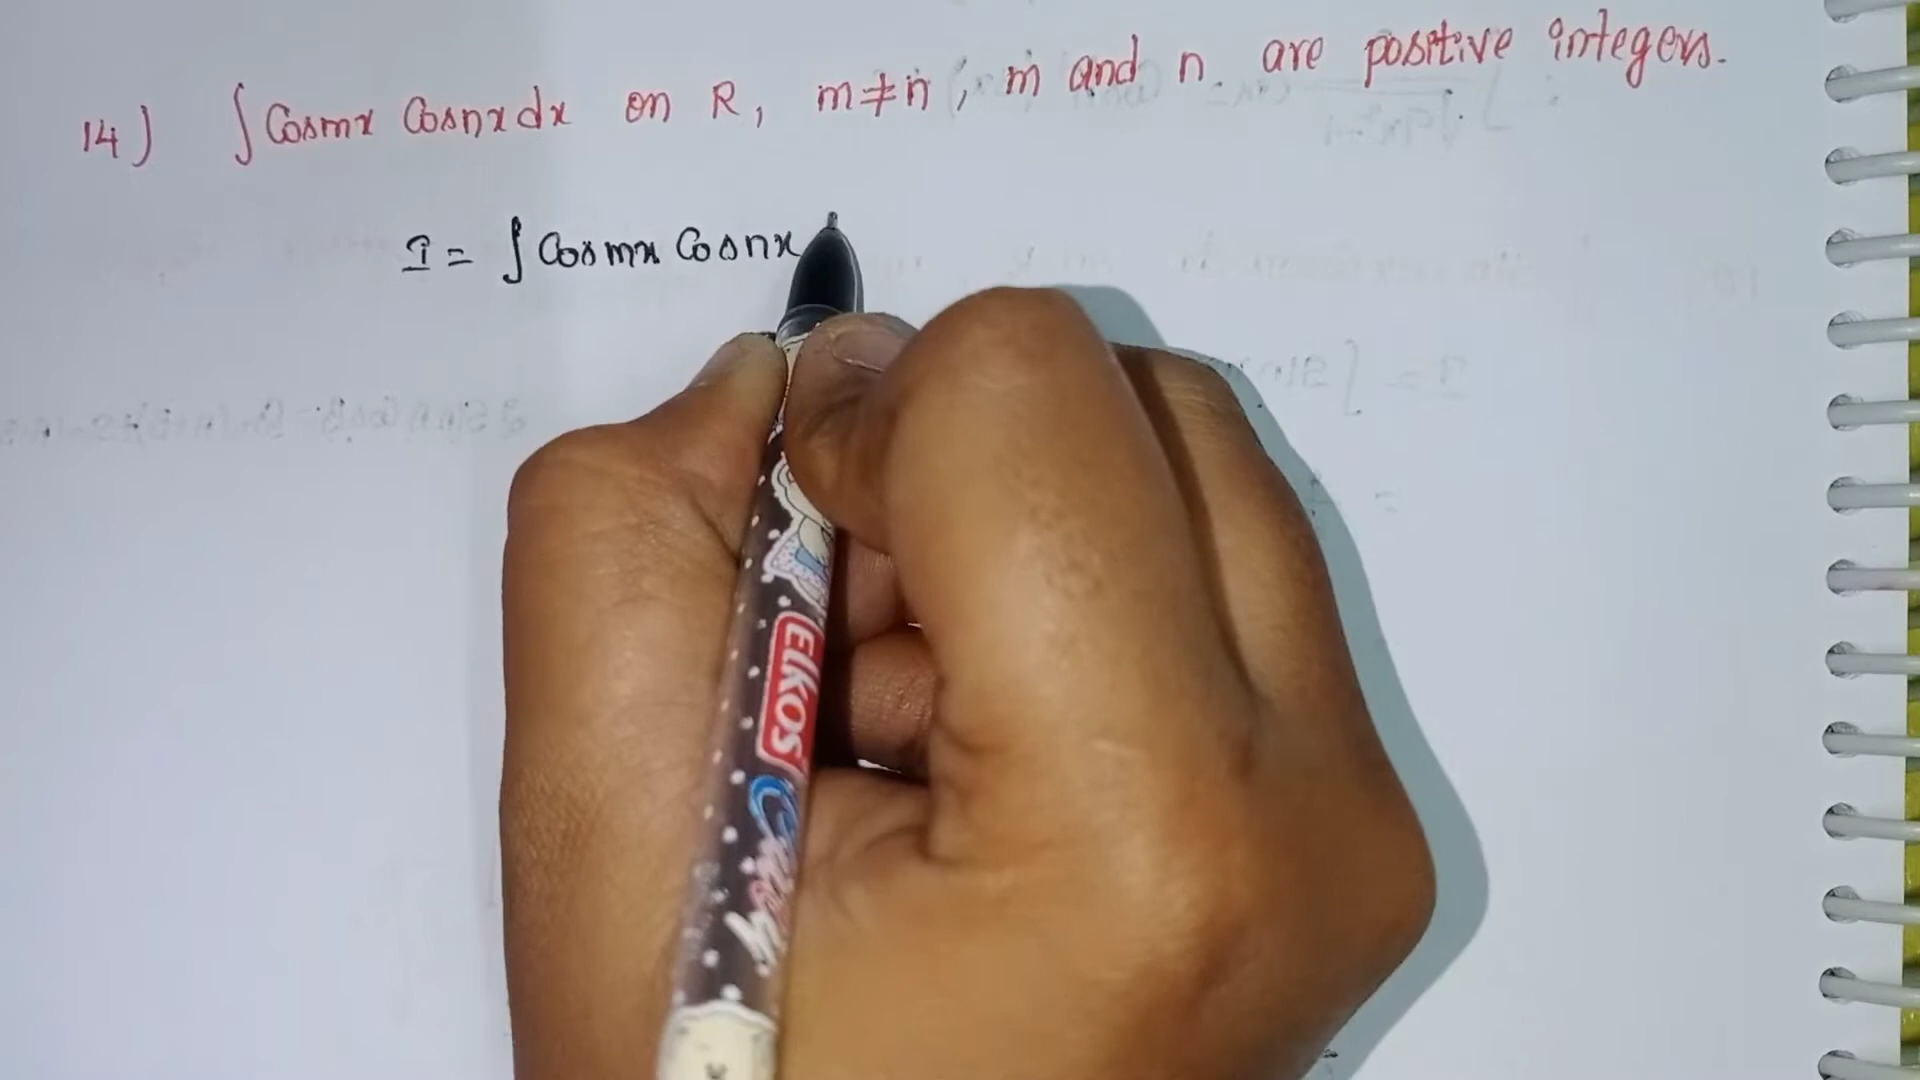 14) ∫ Cosmx Cosnx dx on R, m≠n, m and n are positive integers.
I = ∫ Cosmx Cosnx
ELKOS